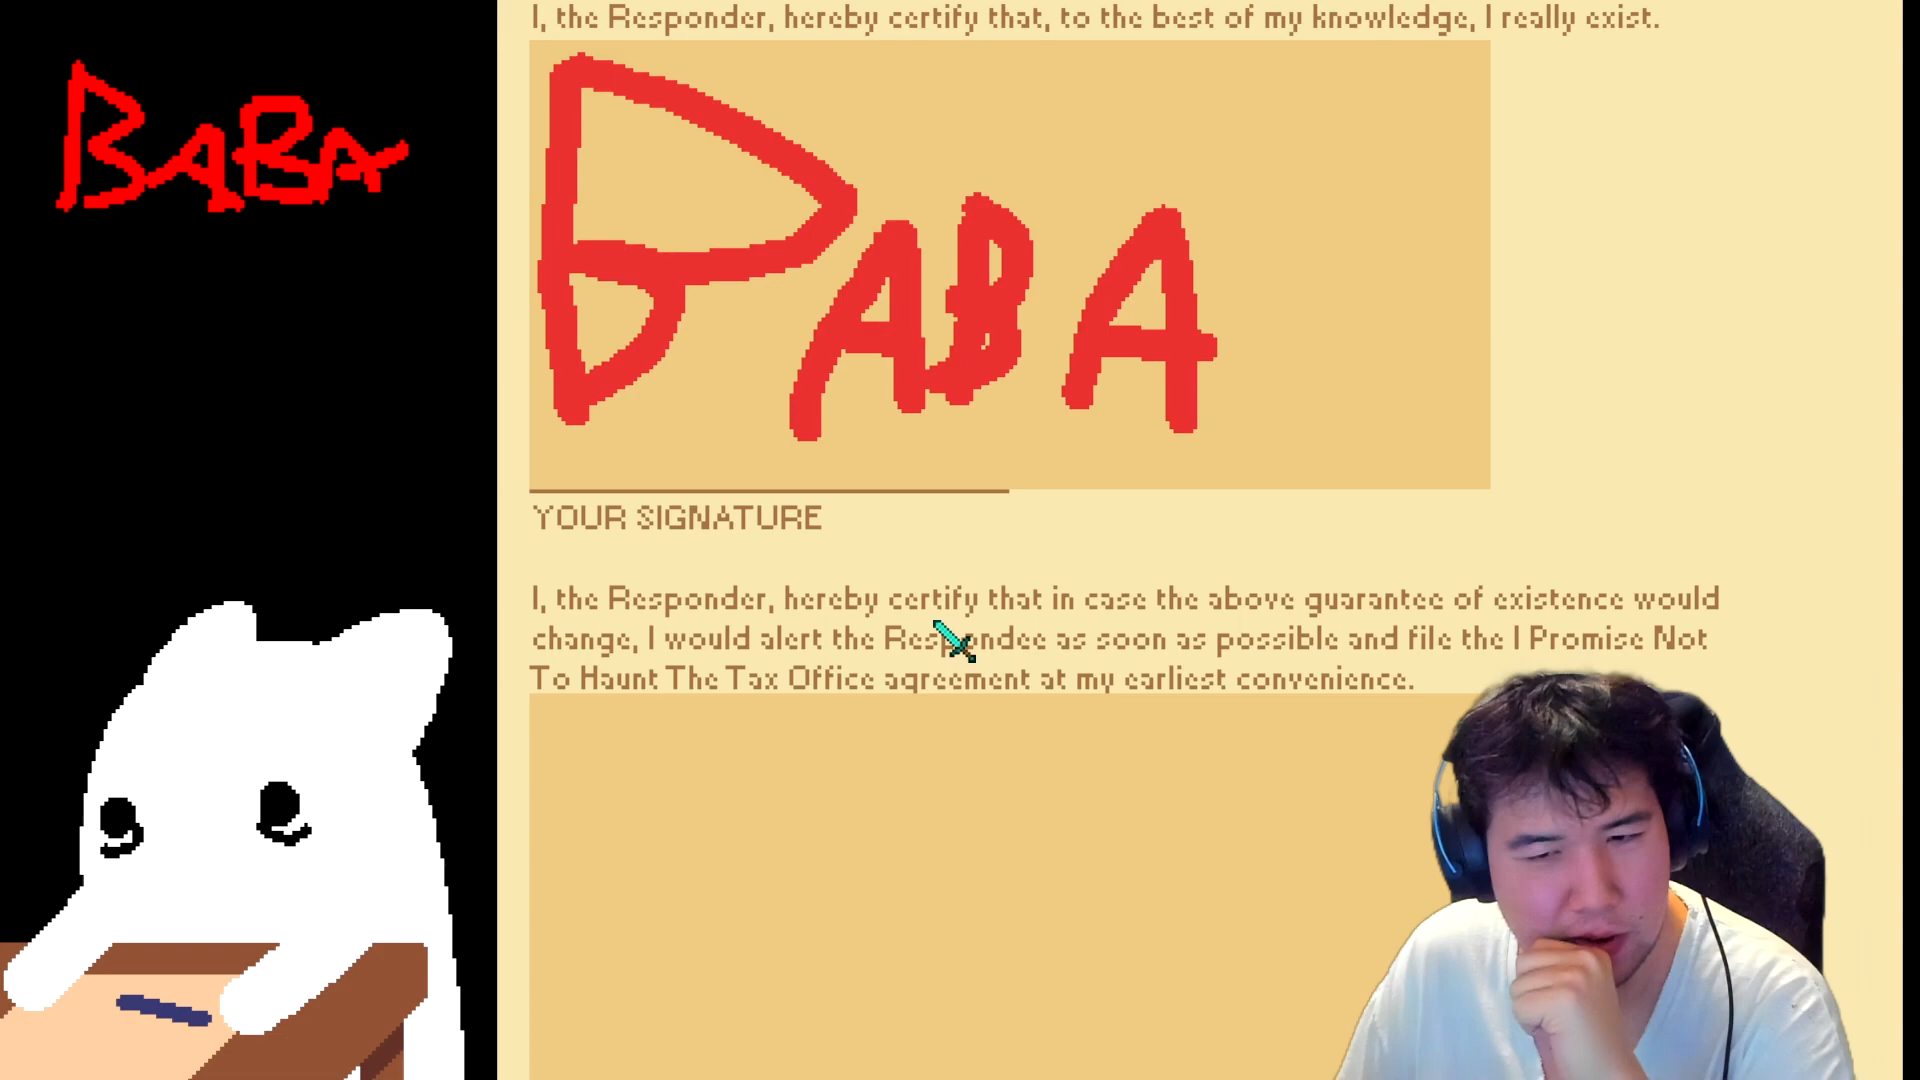 BABA
I, the Responder, hereby certify that, to the best of my knowledge, I really exist.
BABA
YOUR SIGNATURE
I, the Responder, hereby certify that in case the above guarantee of existence would
change, I would alert the Respondee as soon as possible and file the I Promise Not
To Haunt The Tax Office agreement at my earliest convenience.